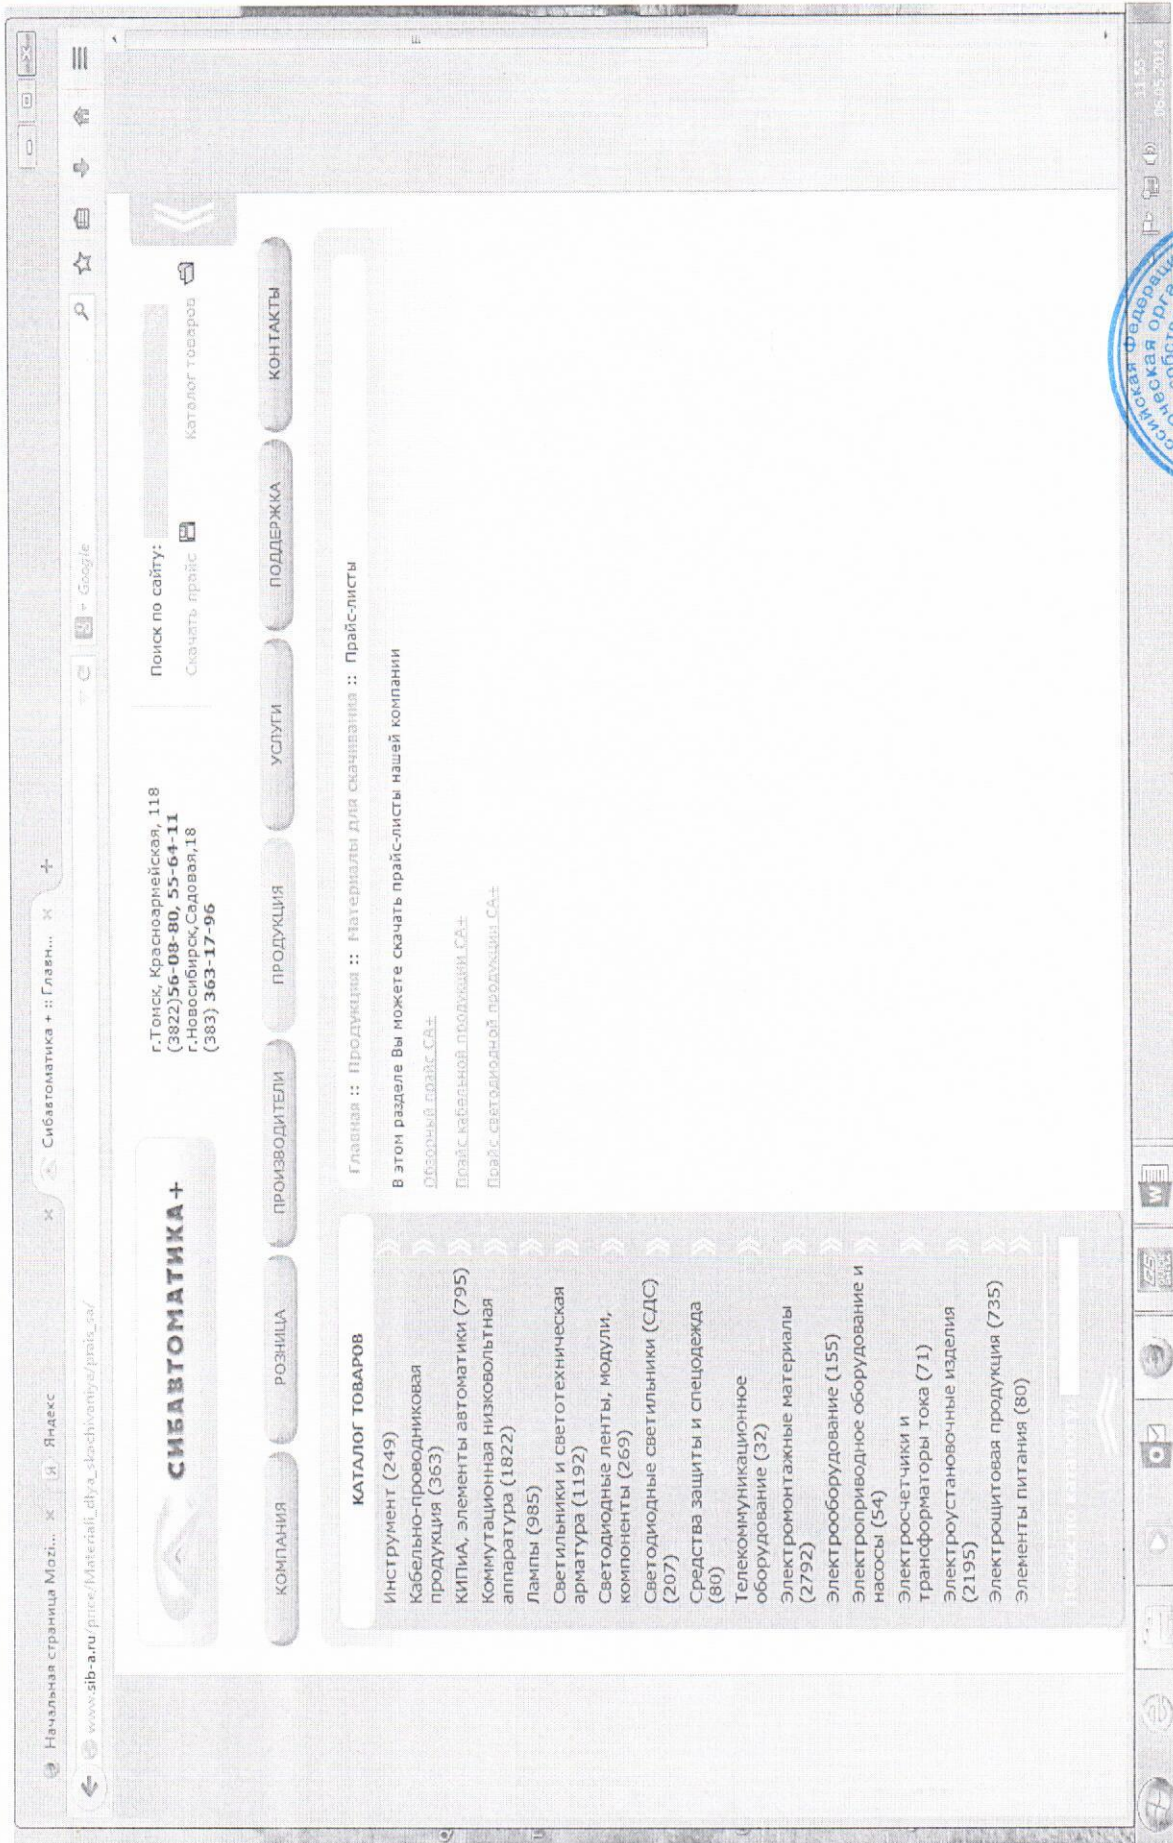 Начальная страница Mozi...
Яндекс
Сибавтоматика + :: Главн...
www.sib-a.ru/price/Materiali_dlya_skachivaniya/prais_sa/
Google
СИБАВТОМАТИКА+
г.Томск, Красноармейская, 118
(3822)56-08-80, 55-64-11
г.Новосибирск,Садовая,18
(383) 363-17-96
Поиск по сайту:
Скачать прайс
Каталог товаров
КОМПАНИЯ
РОЗНИЦА
ПРОИЗВОДИТЕЛИ
ПРОДУКЦИЯ
УСЛУГИ
ПОДДЕРЖКА
КОНТАКТЫ
КАТАЛОГ ТОВАРОВ
Инструмент (249)
Кабельно-проводниковая
продукция (363)
КИПиА, элементы автоматики (795)
Коммутационная низковольтная
аппаратура (1822)
Лампы (985)
Светильники и светотехническая
арматура (1192)
Светодиодные ленты, модули,
компоненты (269)
Светодиодные светильники (СДС)
(207)
Средства защиты и спецодежда
(80)
Телекоммуникационное
оборудование (32)
Электромонтажные материалы
(2792)
Электрооборудование (155)
Электроприводное оборудование и
насосы (54)
Электросчетчики и
трансформаторы тока (71)
Электроустановочные изделия
(2195)
Электрощитовая продукция (735)
Элементы питания (80)
Главная :: Продукция :: Материалы для скачивания :: Прайс-листы
В этом разделе Вы можете скачать прайс-листы нашей компании
Обзорный прайс СА+
Прайс кабельной продукции СА+
Прайс светодиодной продукции СА+
11:55
06.05.2014